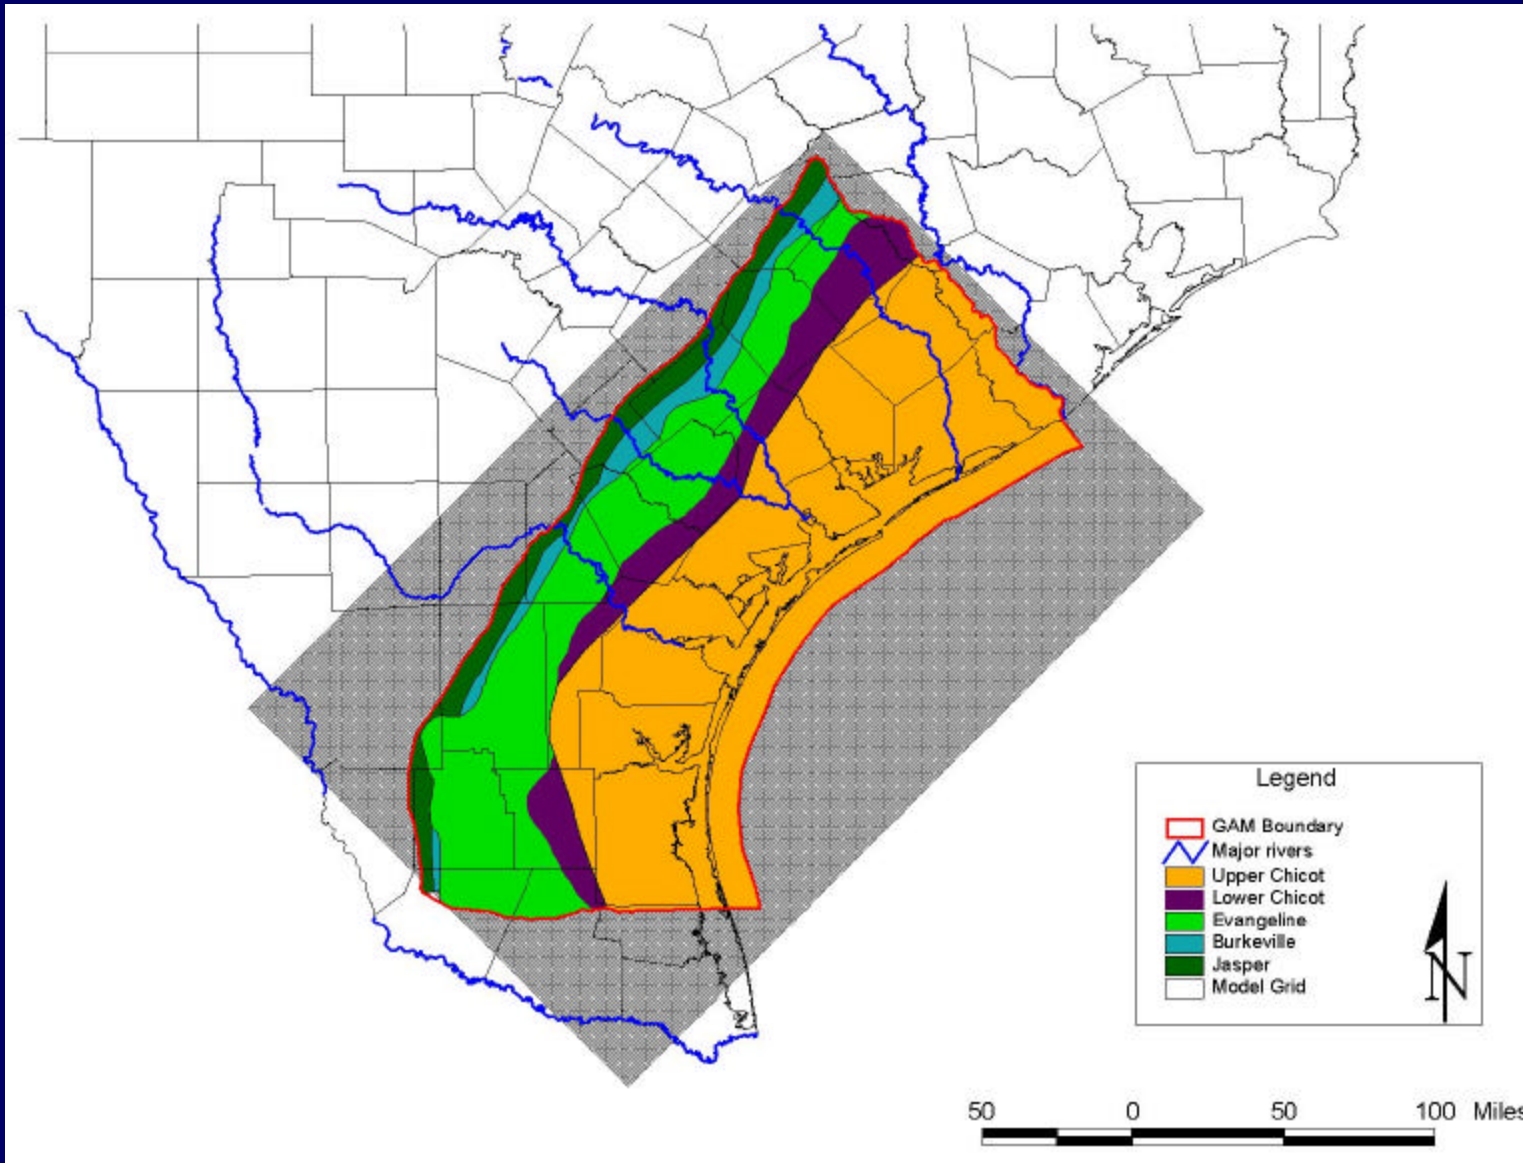 Legend
GAM Boundary
Major rivers
Upper Chicot
Lower Chicot
Evangeline
Burkeville
Jasper
Model Grid
N
50 0 50 100 Miles